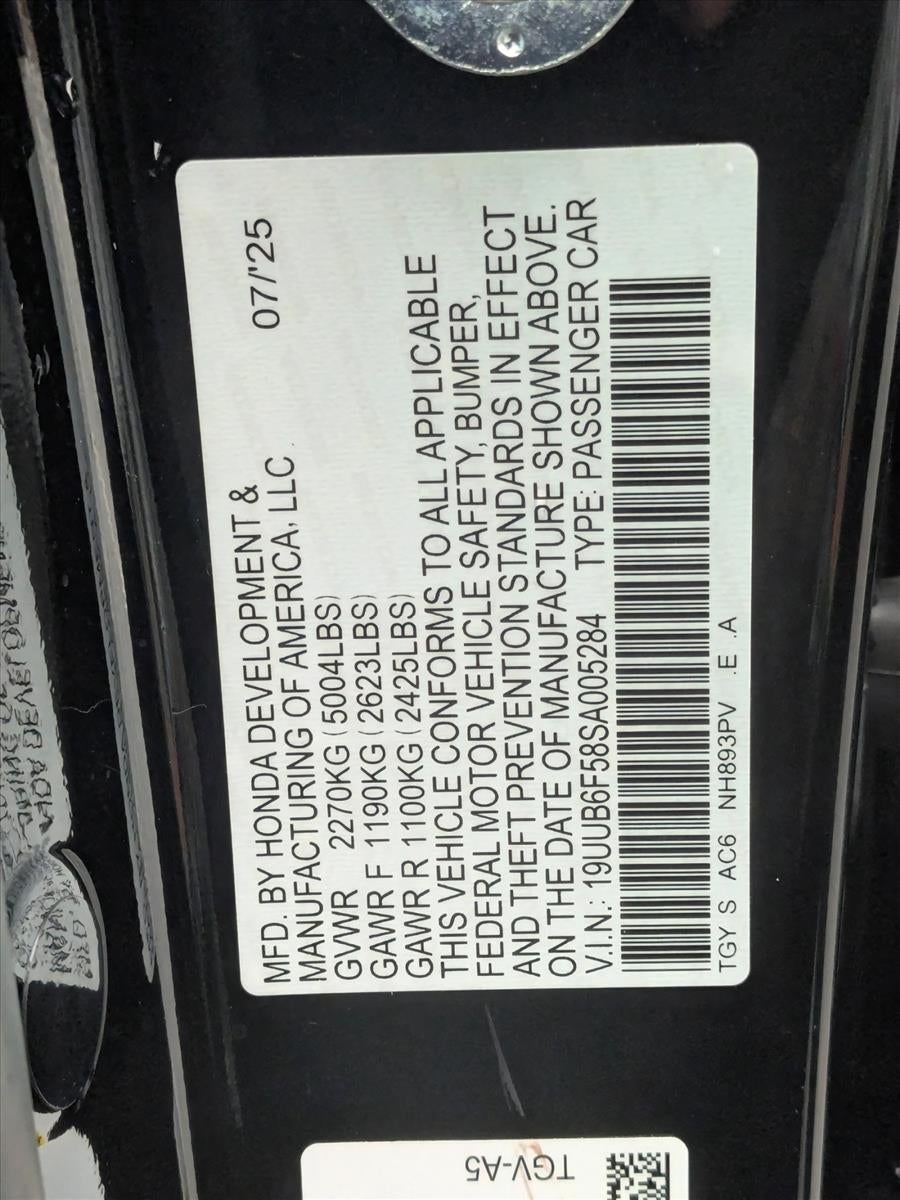 MFD. BY HONDA DEVELOPMENT & 07/'25
MANUFACTURING OF AMERICA, LLC.
GVWR 2270KG (5004LBS)
GAWR F 1190KG (2623LBS)
GAWR R 1100KG (2425LBS)
THIS VEHICLE CONFORMS TO ALL APPLICABLE
FEDERAL MOTOR VEHICLE SAFETY, BUMPER,
AND THEFT PREVENTION STANDARDS IN EFFECT
ON THE DATE OF MANUFACTURE SHOWN ABOVE.
V.I.N.: 19UUB6F58SA005284 TYPE: PASSENGER CAR
TGY S AC6 NH893PV .E .A
TGV-A5